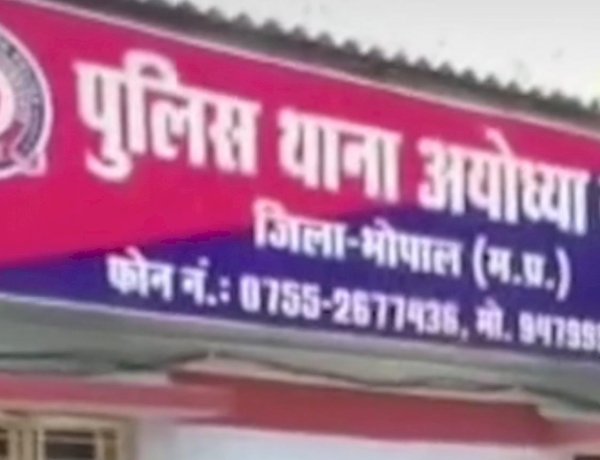 पुलिस थाना अयोध्या
जिला-भोपाल (म.प्र.)
फोन नं.: 0755-2677436, मो.